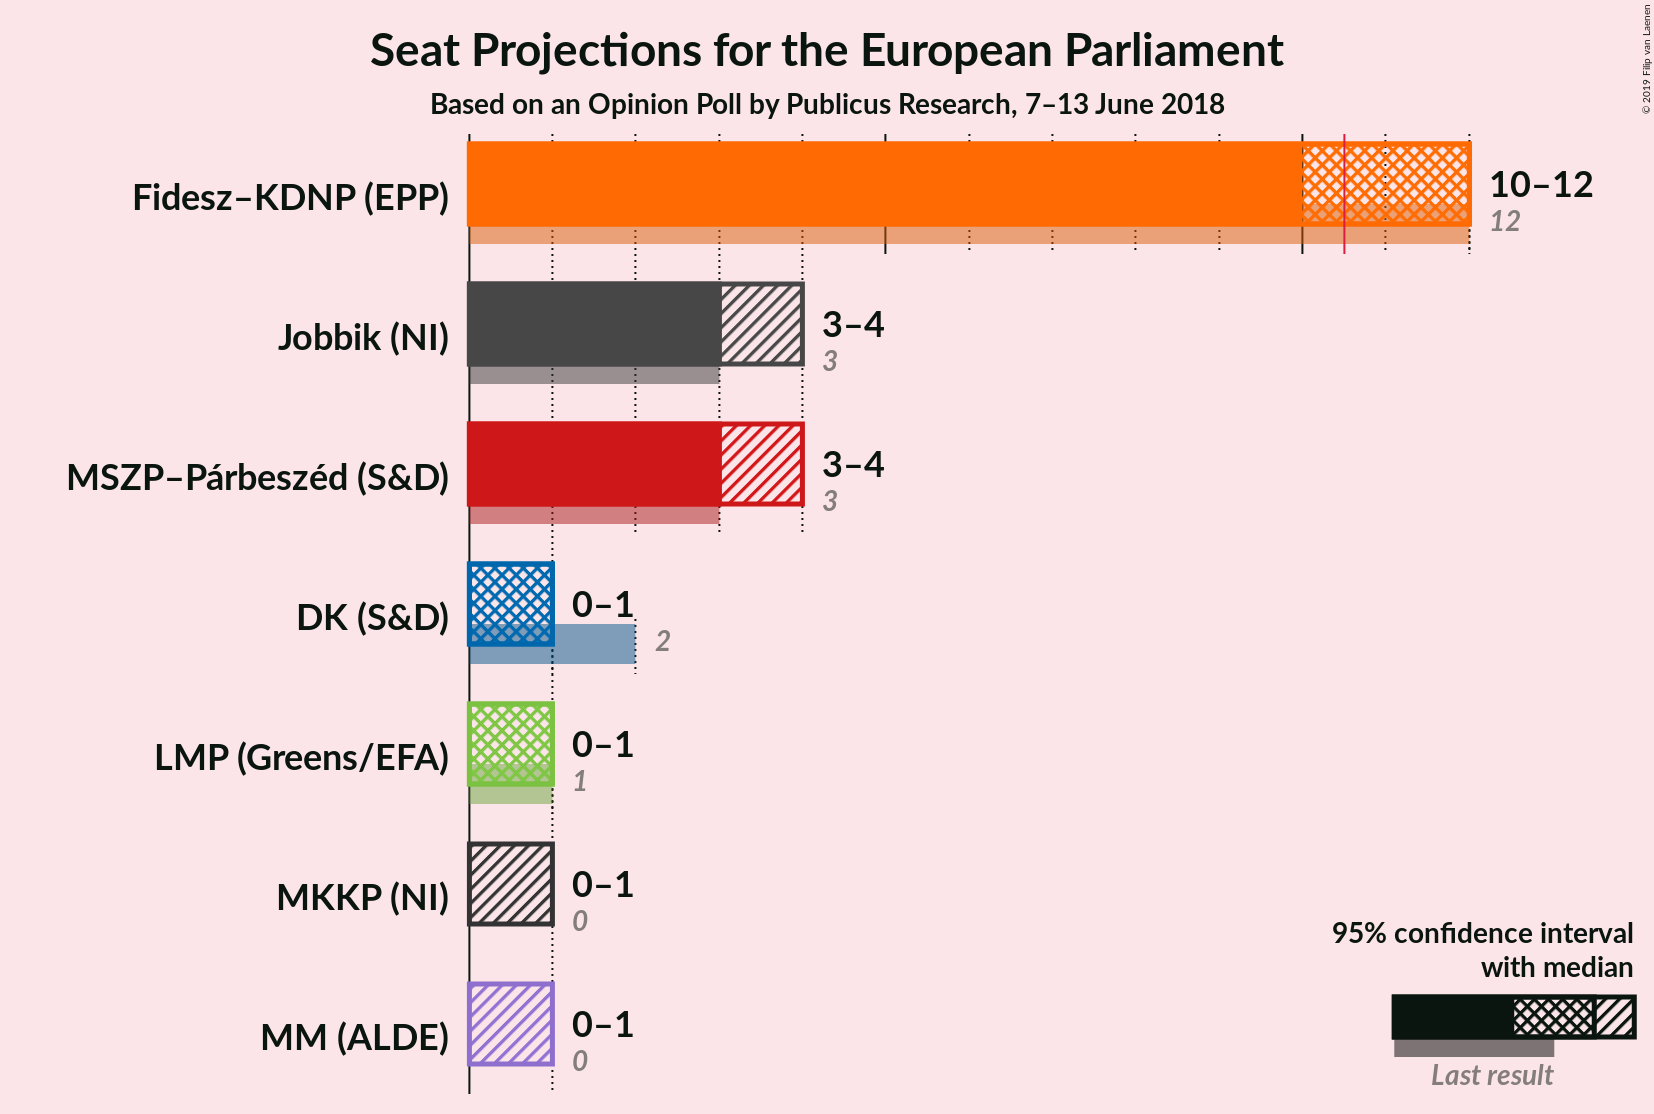 Seat Projections for the European Parliament
Based on an Opinion Poll by Publicus Research, 7–13 June 2018
© 2019 Filip van Laenen
Fidesz–KDNP (EPP)
10–12
12
Jobbik (NI)
3–4
3
MSZP–Párbeszéd (S&D)
3–4
3
DK (S&D)
0–1
2
LMP (Greens/EFA)
0–1
1
MKKP (NI)
0–1
0
MM (ALDE)
0–1
0
95% confidence interval
with median
Last result